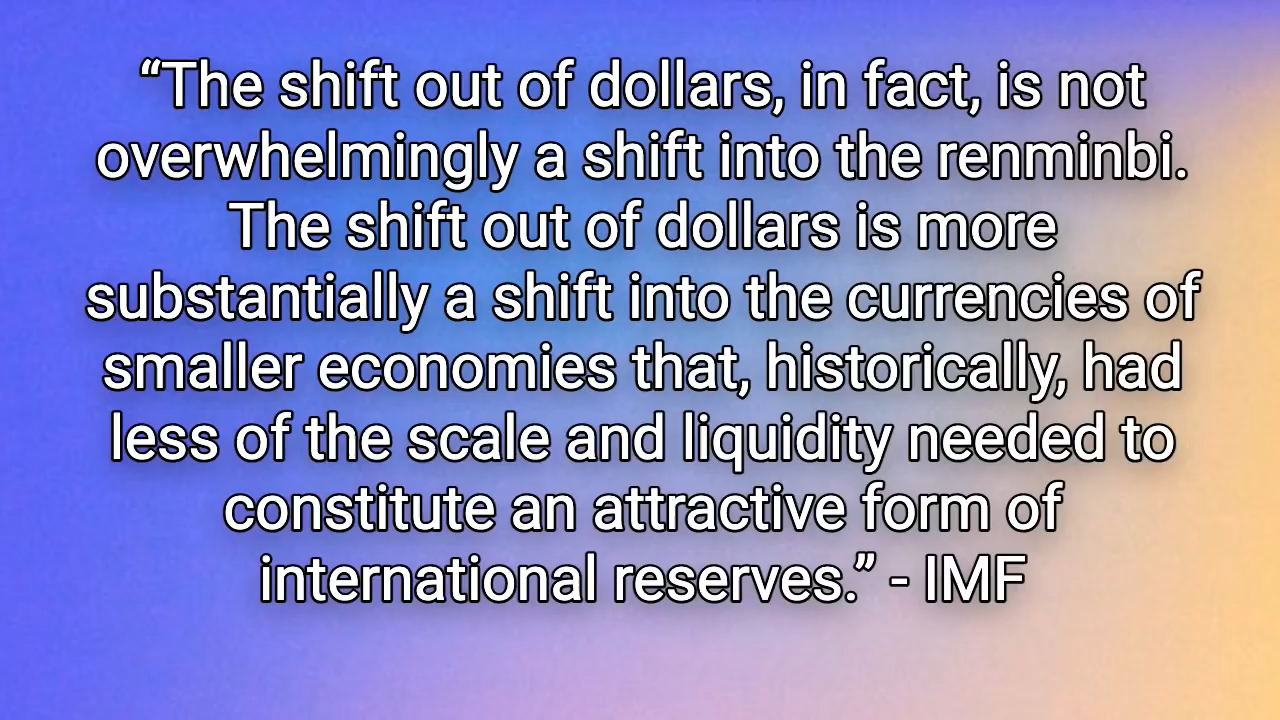 “The shift out of dollars, in fact, is not
overwhelmingly a shift into the renminbi.
The shift out of dollars is more
substantially a shift into the currencies of
smaller economies that, historically, had
less of the scale and liquidity needed to
constitute an attractive form of
international reserves.” - IMF